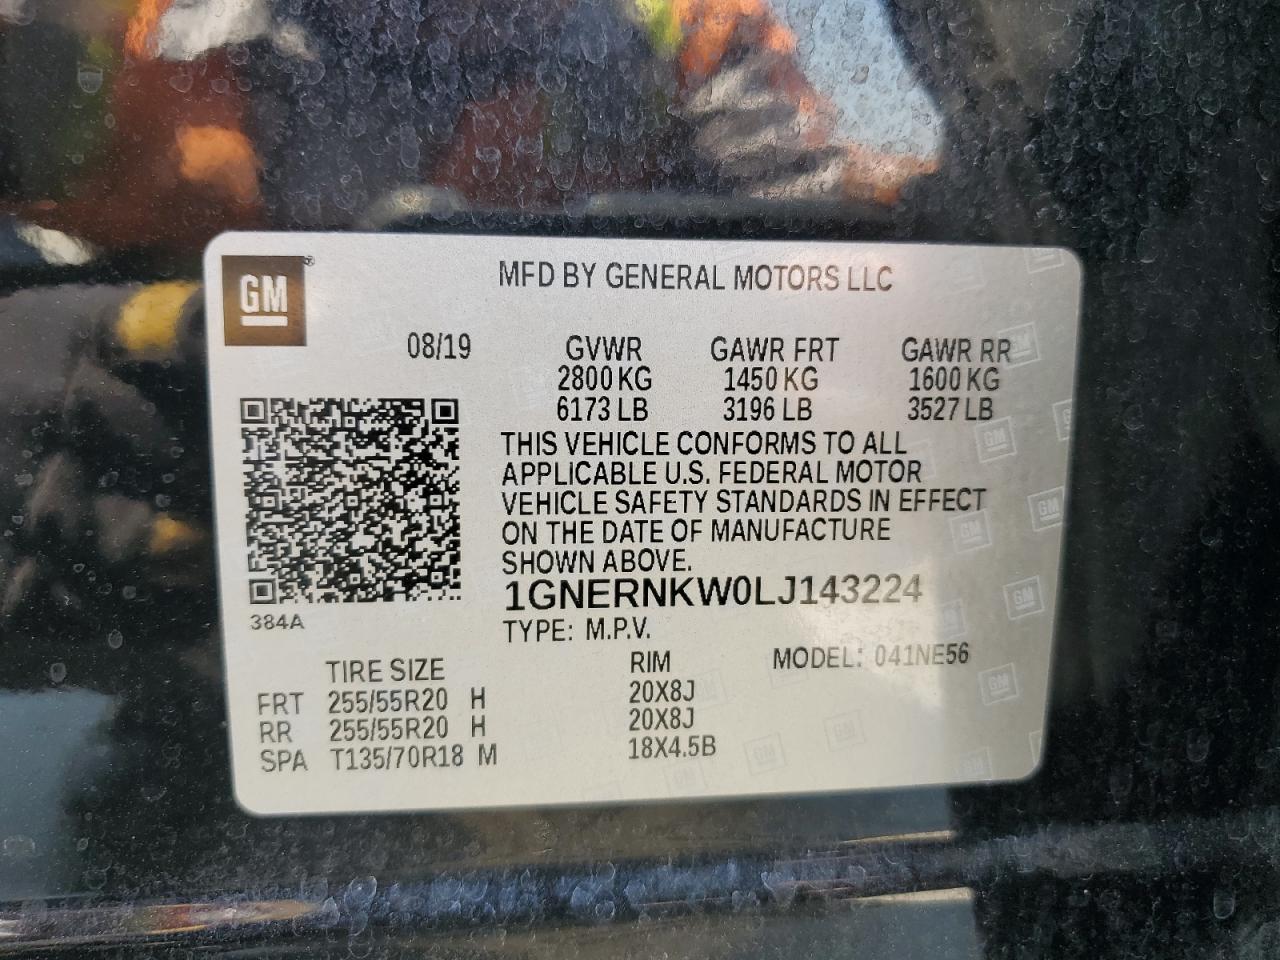 GM®
MFD BY GENERAL MOTORS LLC
08/19 GVWR GAWR FRT GAWR RR
2800 KG 1450 KG 1600 KG
6173 LB 3196 LB 3527 LB
THIS VEHICLE CONFORMS TO ALL
APPLICABLE U.S. FEDERAL MOTOR
VEHICLE SAFETY STANDARDS IN EFFECT
ON THE DATE OF MANUFACTURE
SHOWN ABOVE.
1GNERNKW0LJ143224
384A
TYPE: M.P.V.
TIRE SIZE RIM MODEL: 041NE56
FRT 255/55R20 H 20X8J
RR 255/55R20 H 20X8J
SPA T135/70R18 M 18X4.5B